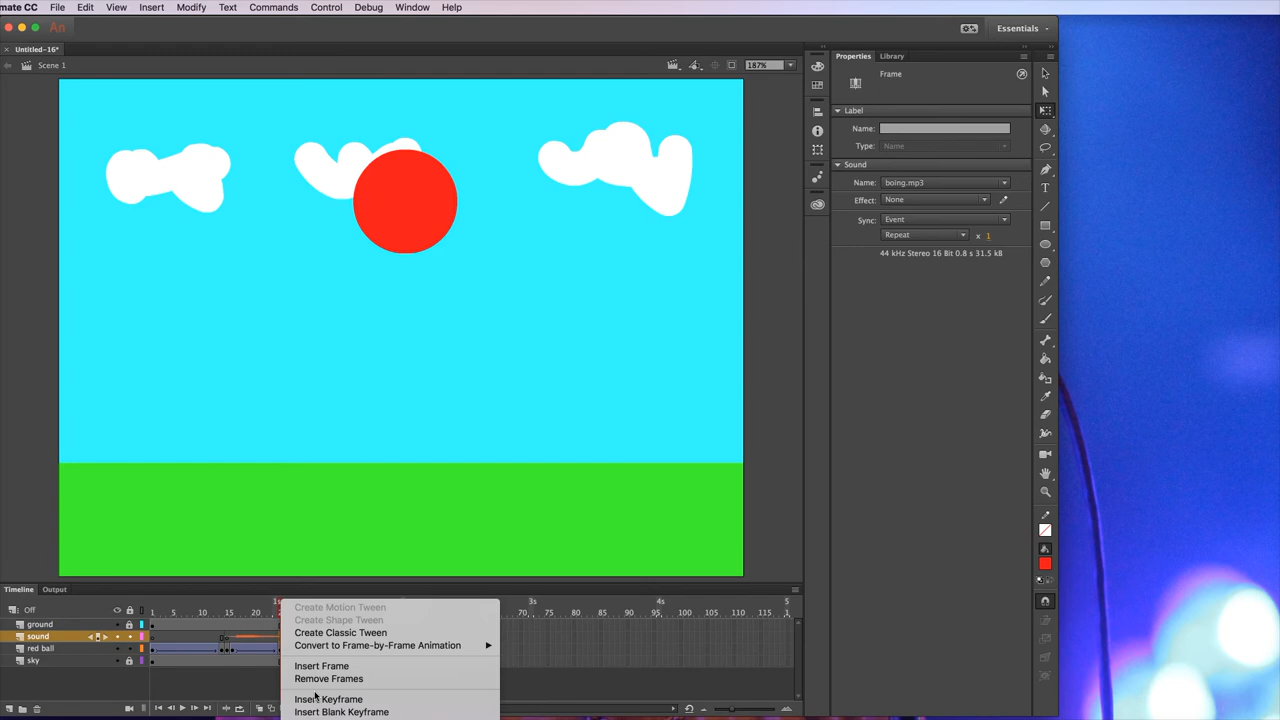 mate CC File Edit View Insert Modify Text Commands Control Debug Window Help
An Essentials
× Untitled-16*
Scene 1 187%
Properties Library
Frame
Label
Name:
Type: Name
Sound
Name: boing.mp3
Effect: None
Sync: Event
Repeat x 1
44 kHz Stereo 16 Bit 0.8 s 31.5 kB
Timeline Output
3s 4s 5
Off 1 5 10 15 20 70 75 80 85 90 95 100 105 110 115 120
ground
sound
red ball
sky
Create Motion Tween
Create Shape Tween
Create Classic Tween
Convert to Frame-by-Frame Animation
Insert Frame
Remove Frames
Insert Keyframe
Insert Blank Keyframe